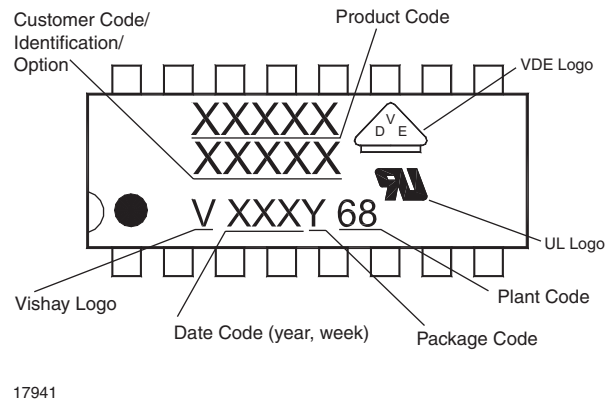 Customer Code/
Identification/
Option
Product Code
VDE Logo
XXXXX
XXXXX
V
D E
UL Logo
V XXXY 68
Vishay Logo
Date Code (year, week)
Package Code
Plant Code
17941